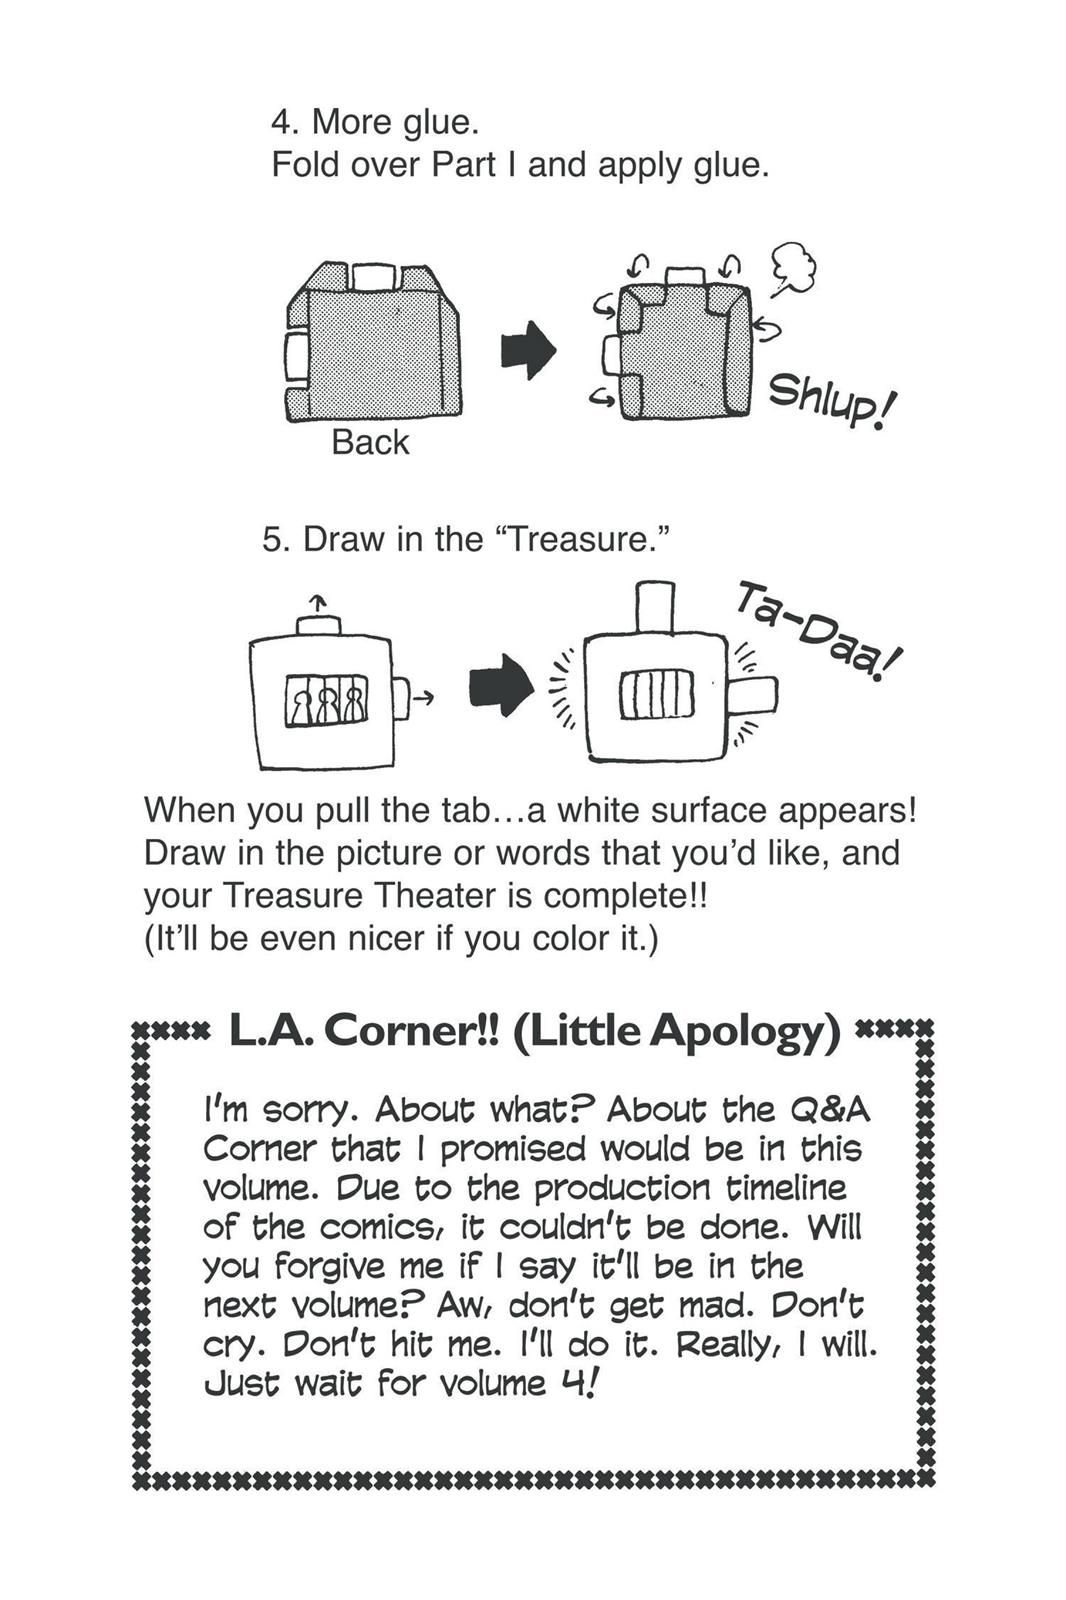 4. More glue.
Fold over Part I and apply glue.
Shlup!
Back
5. Draw in the “Treasure.”
Ta-Daa!
When you pull the tab...a white surface appears!
Draw in the picture or words that you’d like, and
your Treasure Theater is complete!!
(It’ll be even nicer if you color it.)
L.A. Corner!! (Little Apology)
I'm sorry. About what? About the Q&A
Corner that I promised would be in this
volume. Due to the production timeline
of the comics, it couldn't be done. Will
you forgive me if I say it'll be in the
next volume? Aw, don't get mad. Don't
cry. Don't hit me. I'll do it. Really, I will.
Just wait for volume 4!